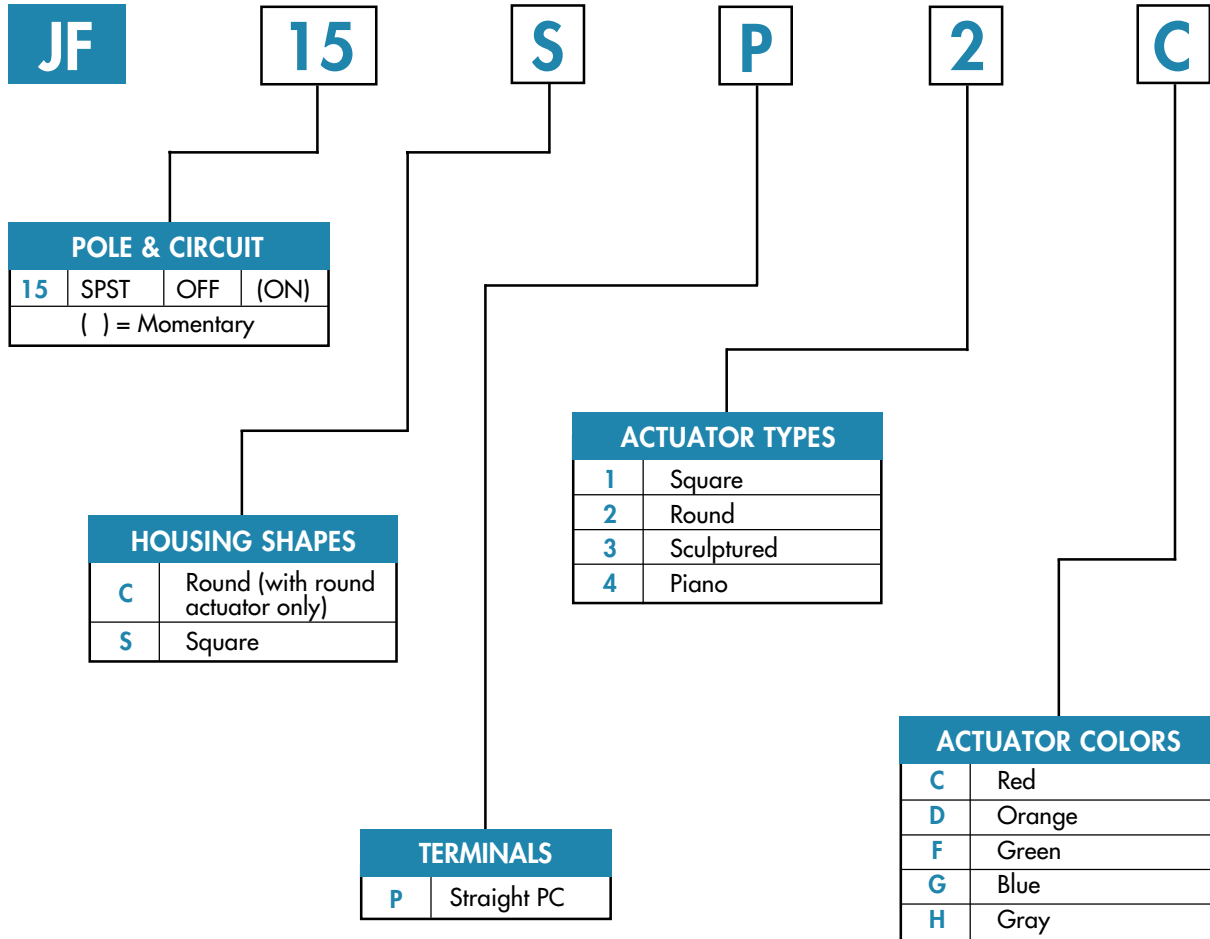 JF 15 S P 2 C
POLE & CIRCUIT
15 SPST OFF (ON)
( ) = Momentary
HOUSING SHAPES
C Round (with round
actuator only)
S Square
TERMINALS
P Straight PC
ACTUATOR TYPES
1 Square
2 Round
3 Sculptured
4 Piano
ACTUATOR COLORS
C Red
D Orange
F Green
G Blue
H Gray